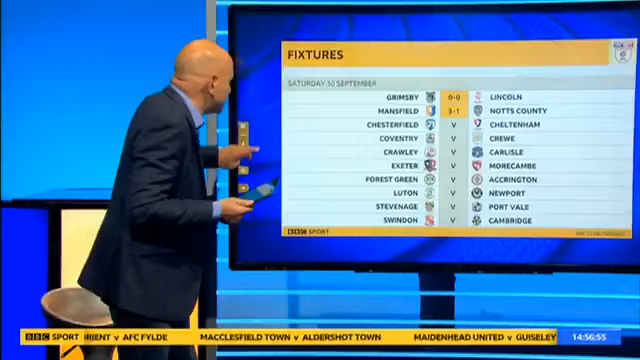 FIXTURES
SATURDAY 30 SEPTEMBER
GRIMSBY 0-0 LINCOLN
MANSFIELD 3-1 NOTTS COUNTY
CHESTERFIELD V CHELTENHAM
COVENTRY V CREWE
CRAWLEY V CARLISLE
EXETER V MORECAMBE
FOREST GREEN V ACCRINGTON
LUTON V NEWPORT
STEVENAGE V PORT VALE
SWINDON V CAMBRIDGE
BBC SPORT
BBC SPORT IRIENT v AFC FYLDE MACCLESFIELD TOWN v ALDERSHOT TOWN MAIDENHEAD UNITED v GUISELEY 14:56:55